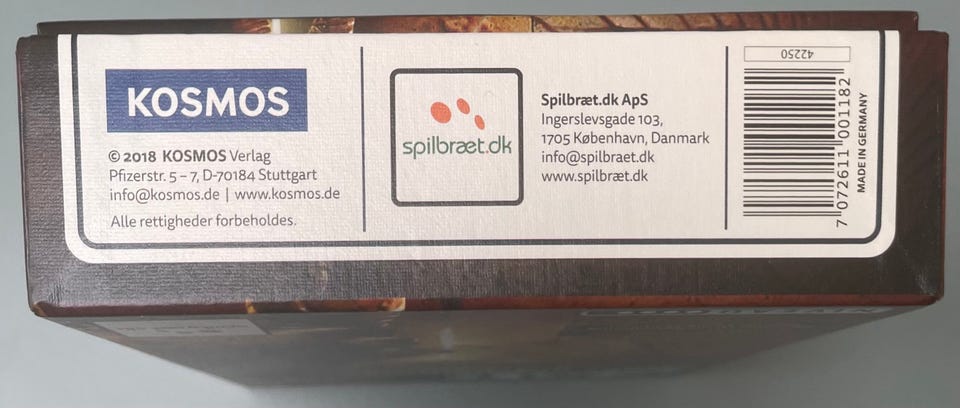 KOSMOS
© 2018 KOSMOS Verlag
Pfizerstr. 5 – 7, D-70184 Stuttgart
info@kosmos.de | www.kosmos.de
Alle rettigheder forbeholdes.
spilbræt.dk
Spilbræt.dk ApS
Ingerslevsgade 103,
1705 København, Danmark
info@spilbraet.dk
www.spilbræt.dk
42250
7 072611 001182
MADE IN GERMANY
NIVEAU